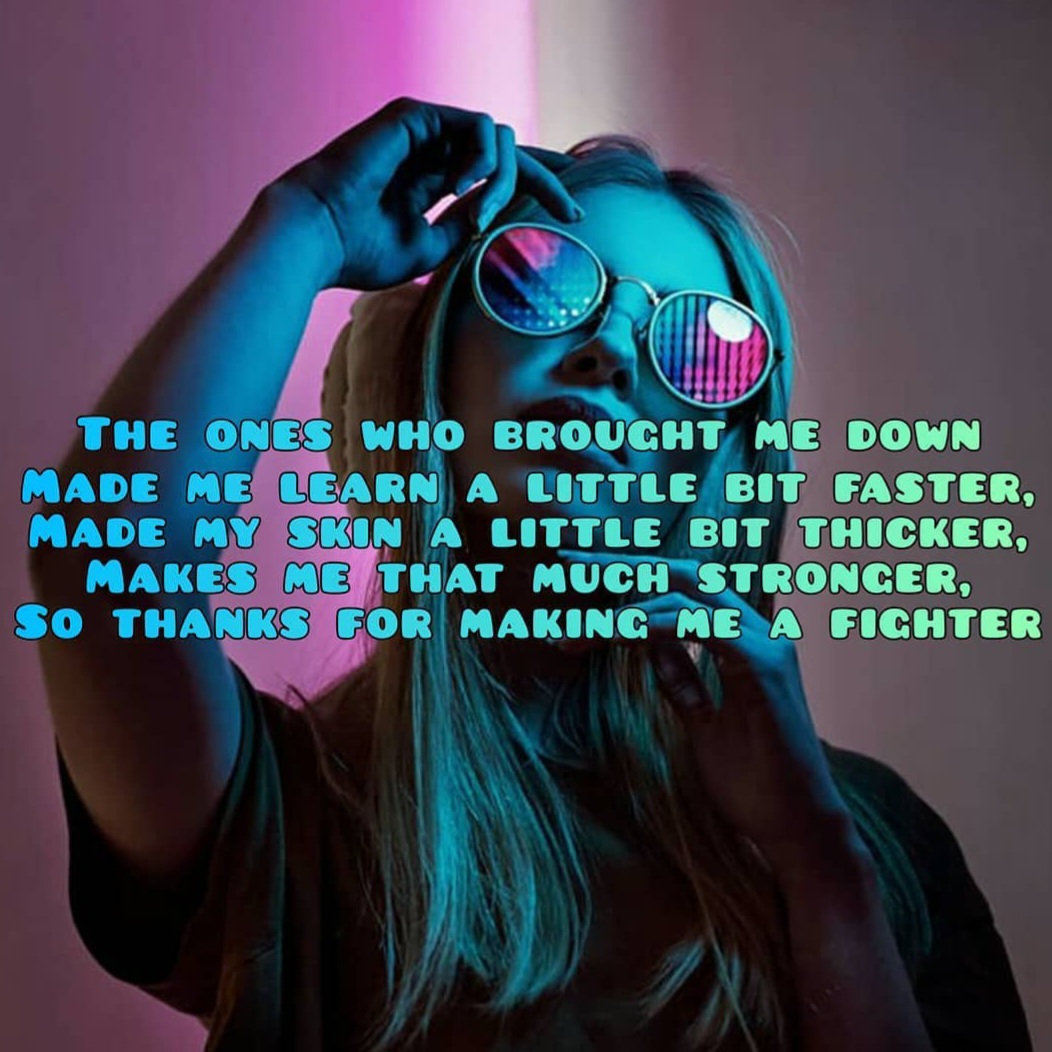 The ones who brought me down
Made me learn a little bit faster,
Made my skin a little bit thicker,
Makes me that much stronger,
So thanks for making me a fighter